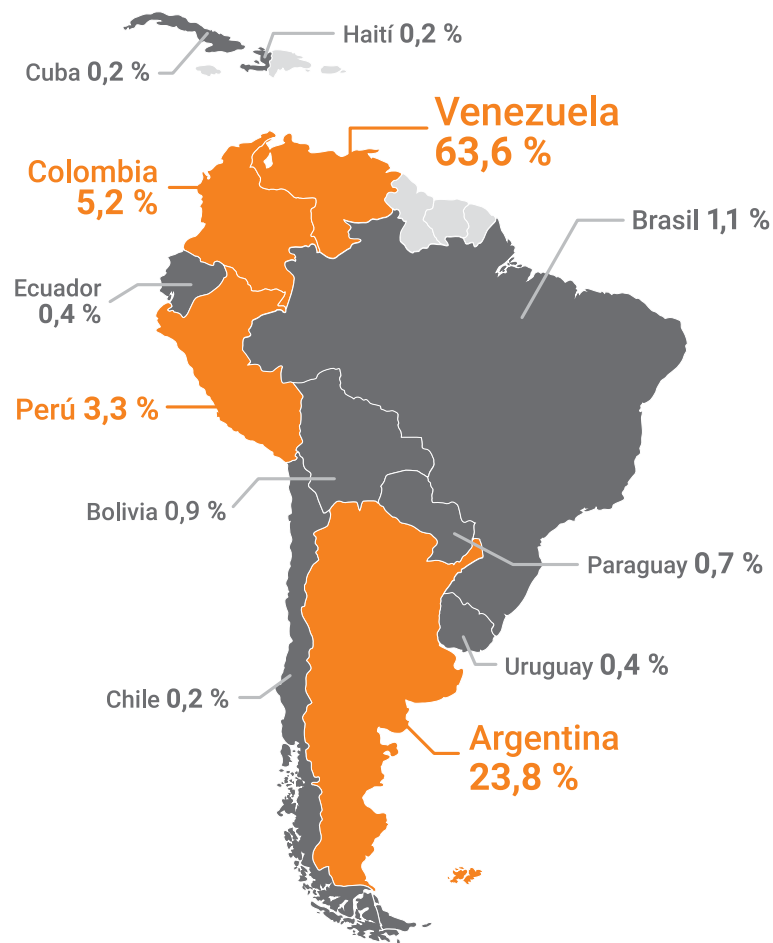 Haití 0,2 %
Cuba 0,2 %
Venezuela
63,6 %
Colombia
5,2 %
Brasil 1,1 %
Ecuador
0,4 %
Perú 3,3 %
Bolivia 0,9 %
Paraguay 0,7 %
Uruguay 0,4 %
Chile 0,2 %
Argentina
23,8 %